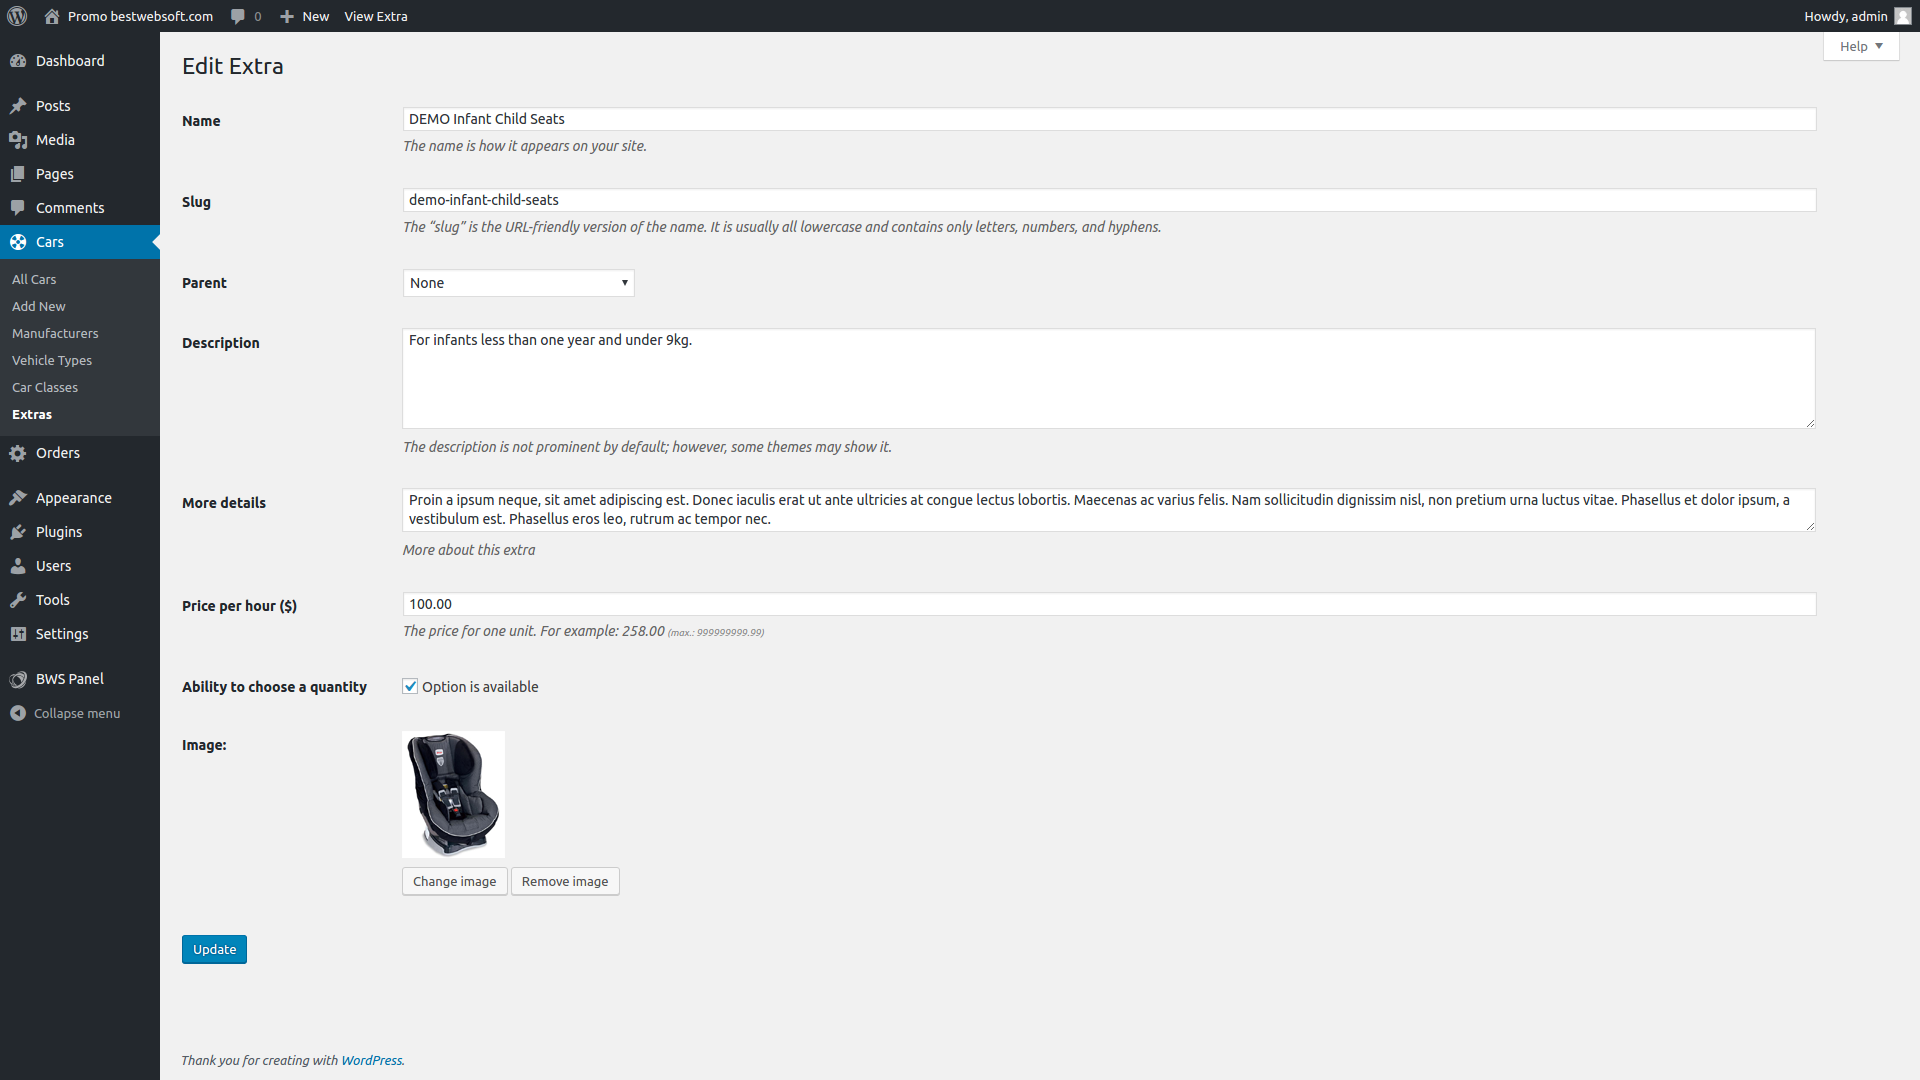 Promo bestwebsoft.com 0 New View Extra Howdy, admin
Help
Dashboard
Posts
Media
Pages
Comments
Cars
All Cars
Add New
Manufacturers
Vehicle Types
Car Classes
Extras
Orders
Appearance
Plugins
Users
Tools
Settings
BWS Panel
Collapse menu
Edit Extra
Name
DEMO Infant Child Seats
The name is how it appears on your site.
Slug
demo-infant-child-seats
The “slug” is the URL-friendly version of the name. It is usually all lowercase and contains only letters, numbers, and hyphens.
Parent
None
Description
For infants less than one year and under 9kg.
The description is not prominent by default; however, some themes may show it.
More details
Proin a ipsum neque, sit amet adipiscing est. Donec iaculis erat ut ante ultricies at congue lectus lobortis. Maecenas ac varius felis. Nam sollicitudin dignissim nisl, non pretium urna luctus vitae. Phasellus et dolor ipsum, a
vestibulum est. Phasellus eros leo, rutrum ac tempor nec.
More about this extra
Price per hour ($)
100.00
The price for one unit. For example: 258.00 (max.: 999999999.99)
Ability to choose a quantity
Option is available
Image:
Change image Remove image
Update
Thank you for creating with WordPress.